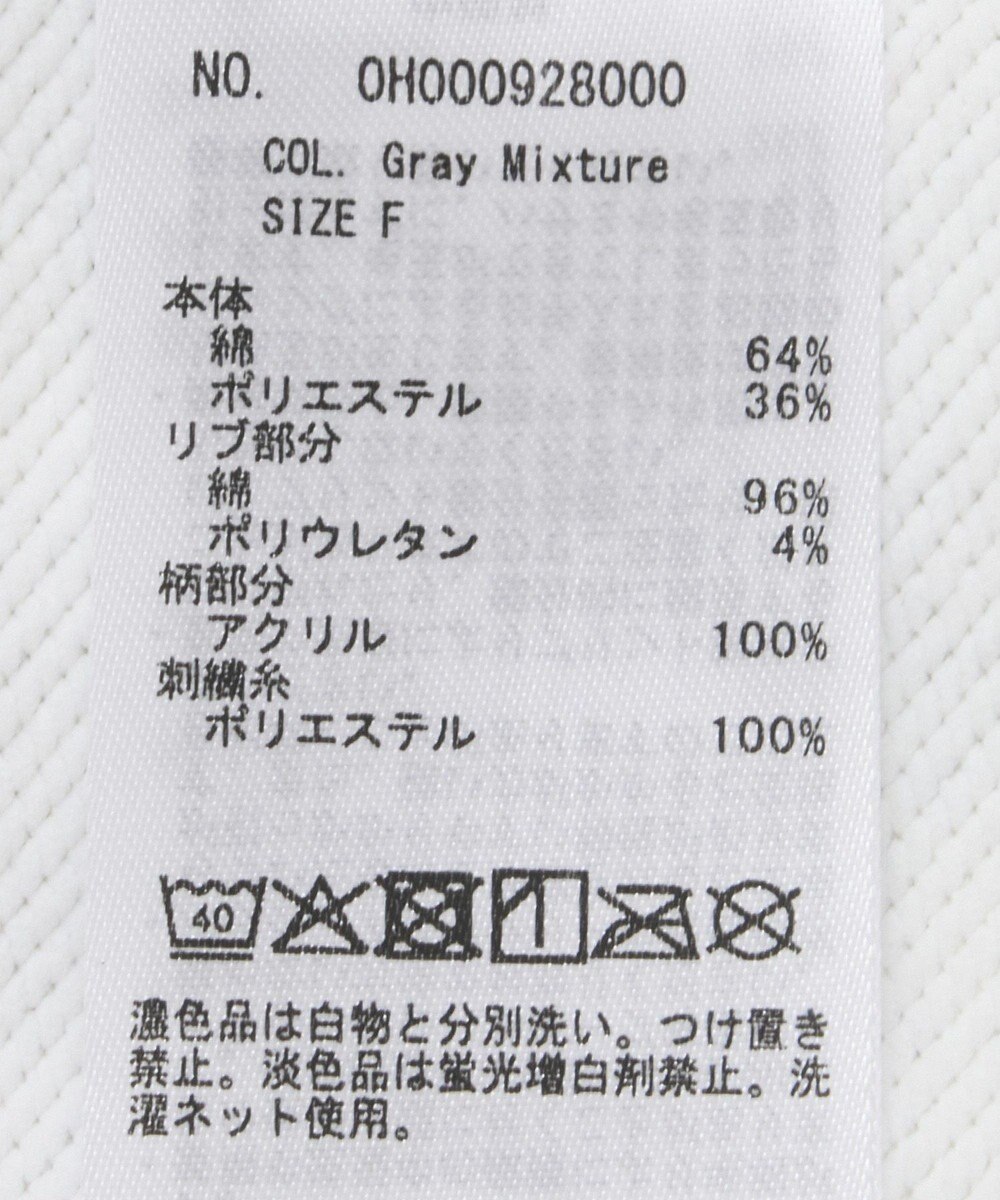 NO. 0H000928000
COL. Gray Mixture
SIZE F
本体
綿 64%
ポリエステル 36%
リブ部分
綿 96%
ポリウレタン 4%
柄部分
アクリル 100%
刺繍糸
ポリエステル 100%
40
濃色品は白物と分別洗い。つけ置き
禁止。淡色品は蛍光増白剤禁止。洗
濯ネット使用。